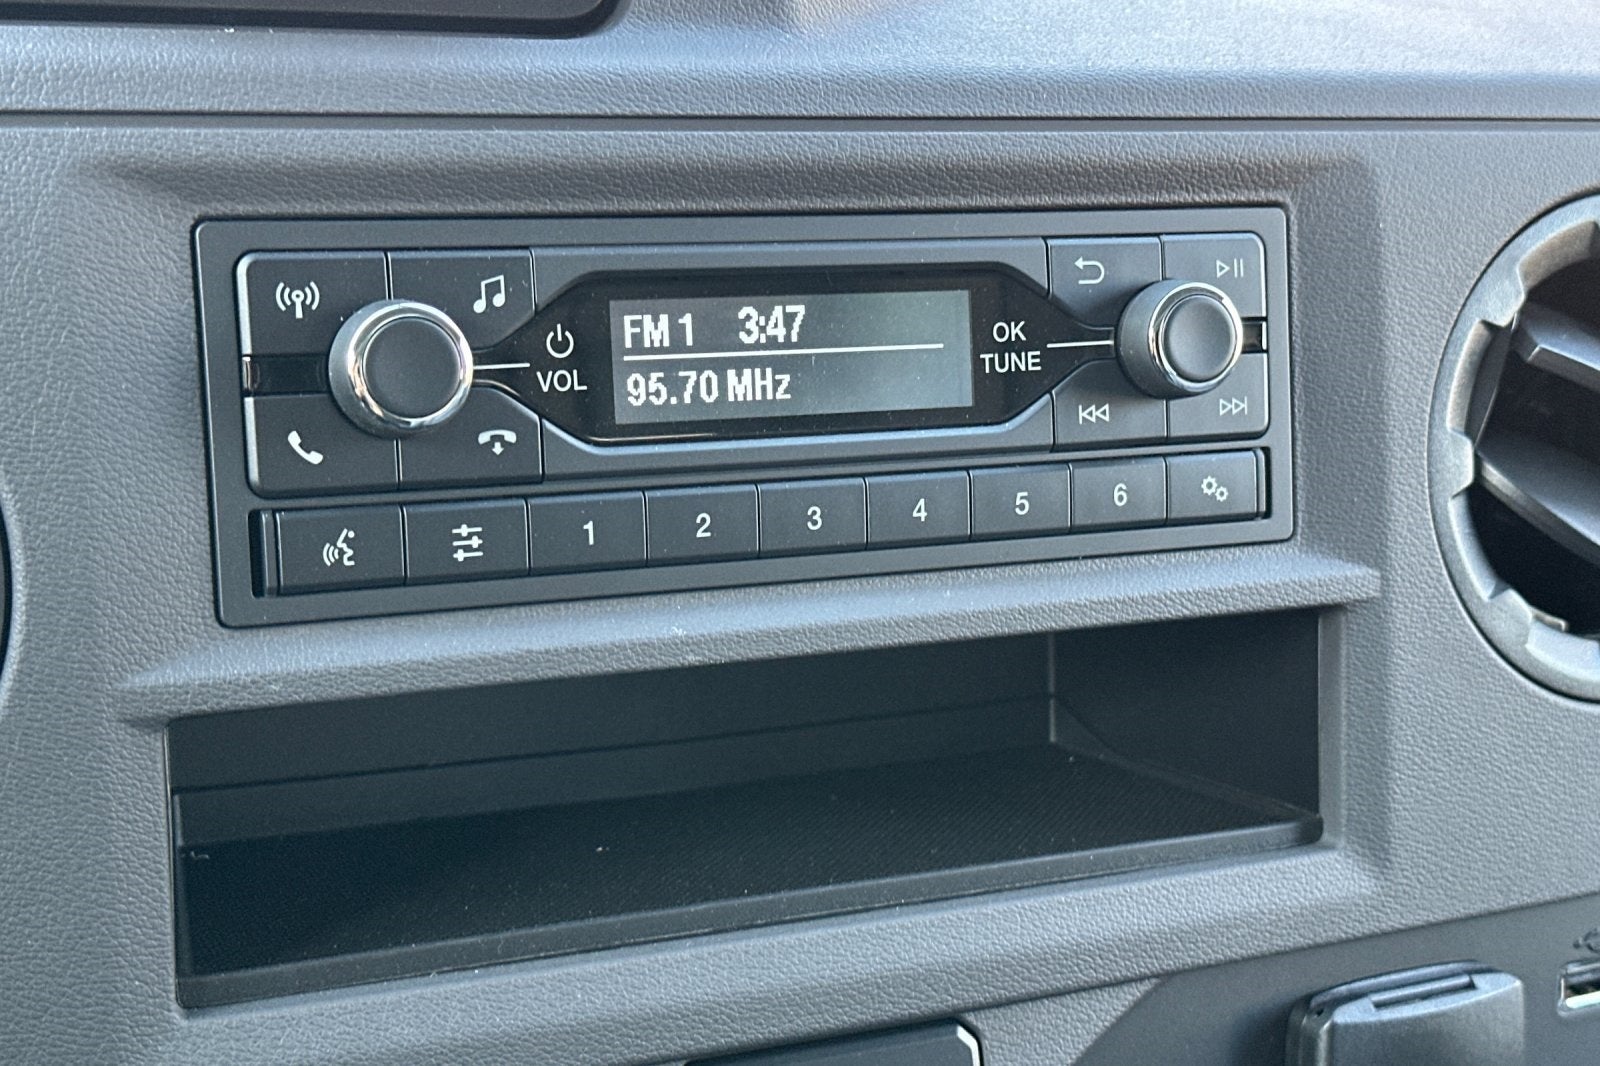 FM 1 3:47
95.70 MHz
VOL
OK
TUNE
1 2 3 4 5 6